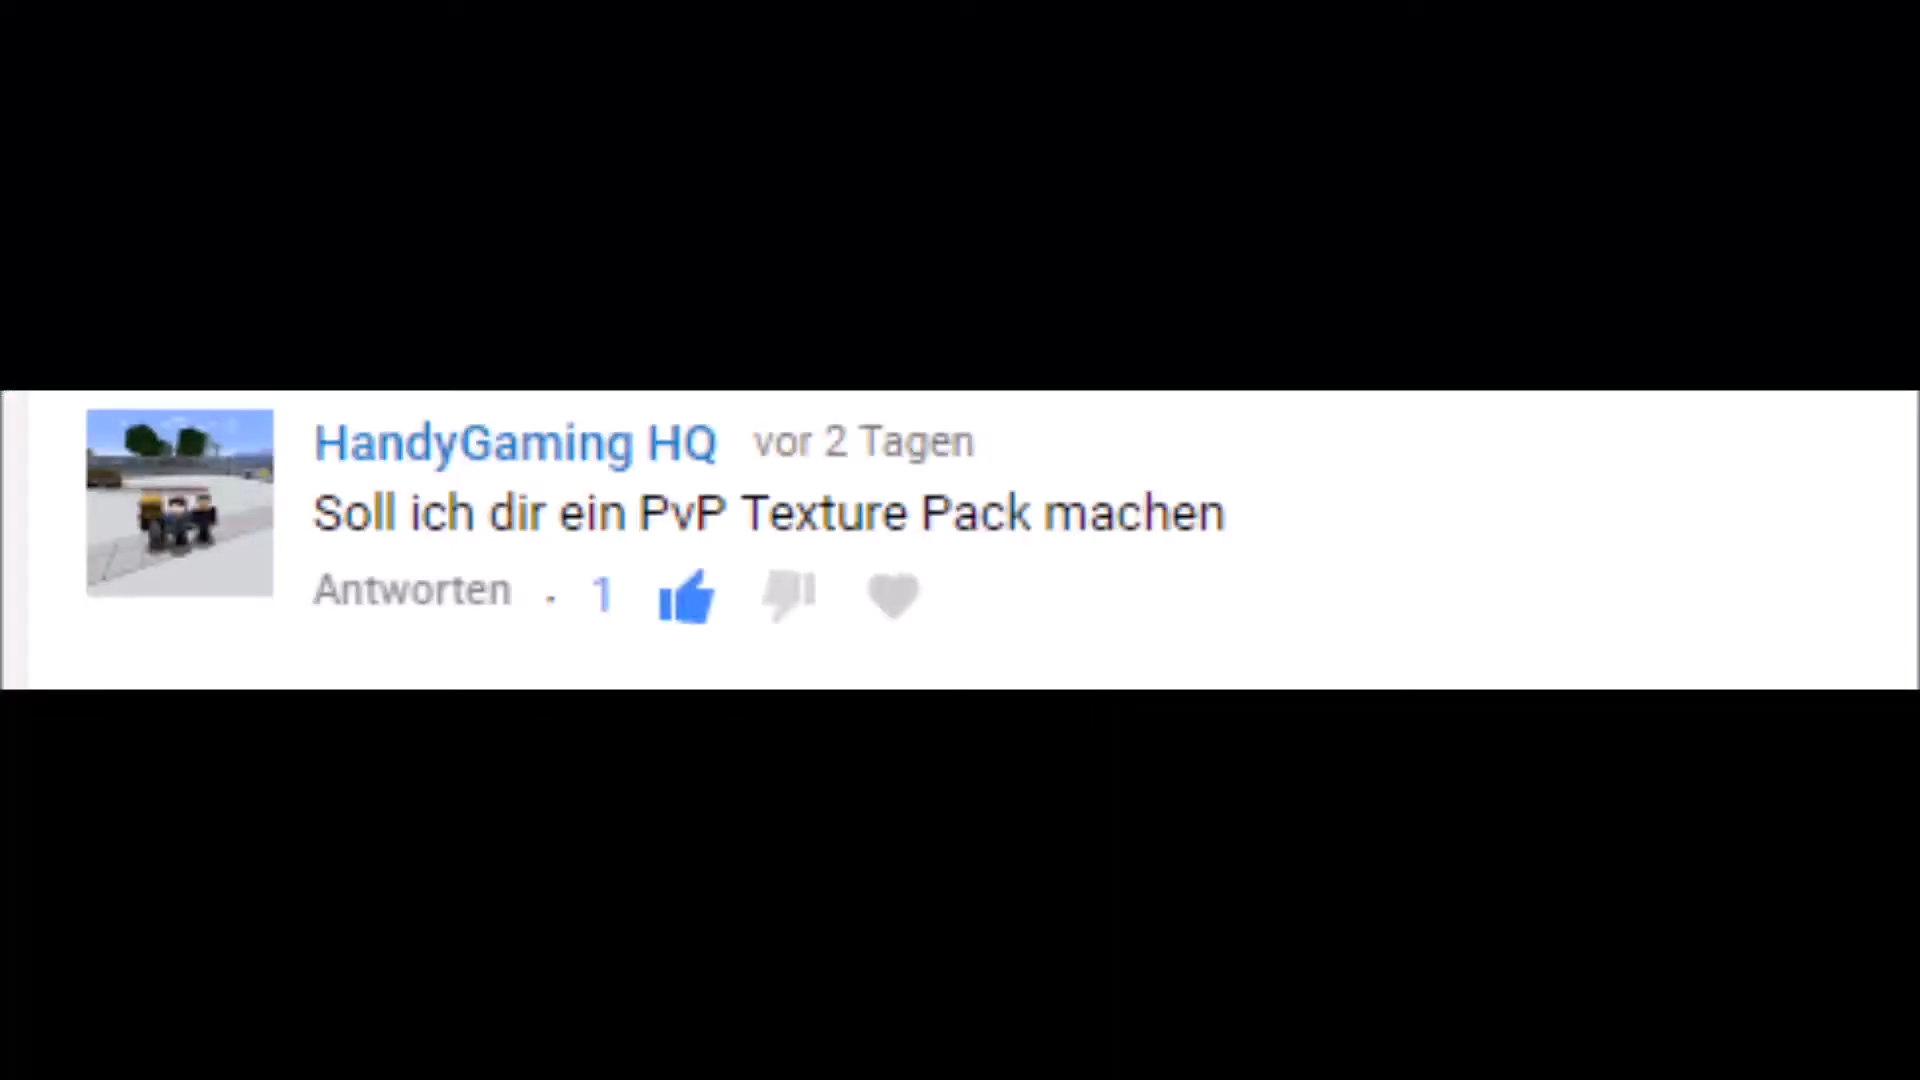 HandyGaming HQ vor 2 Tagen
Soll ich dir ein PvP Texture Pack machen
Antworten . 1